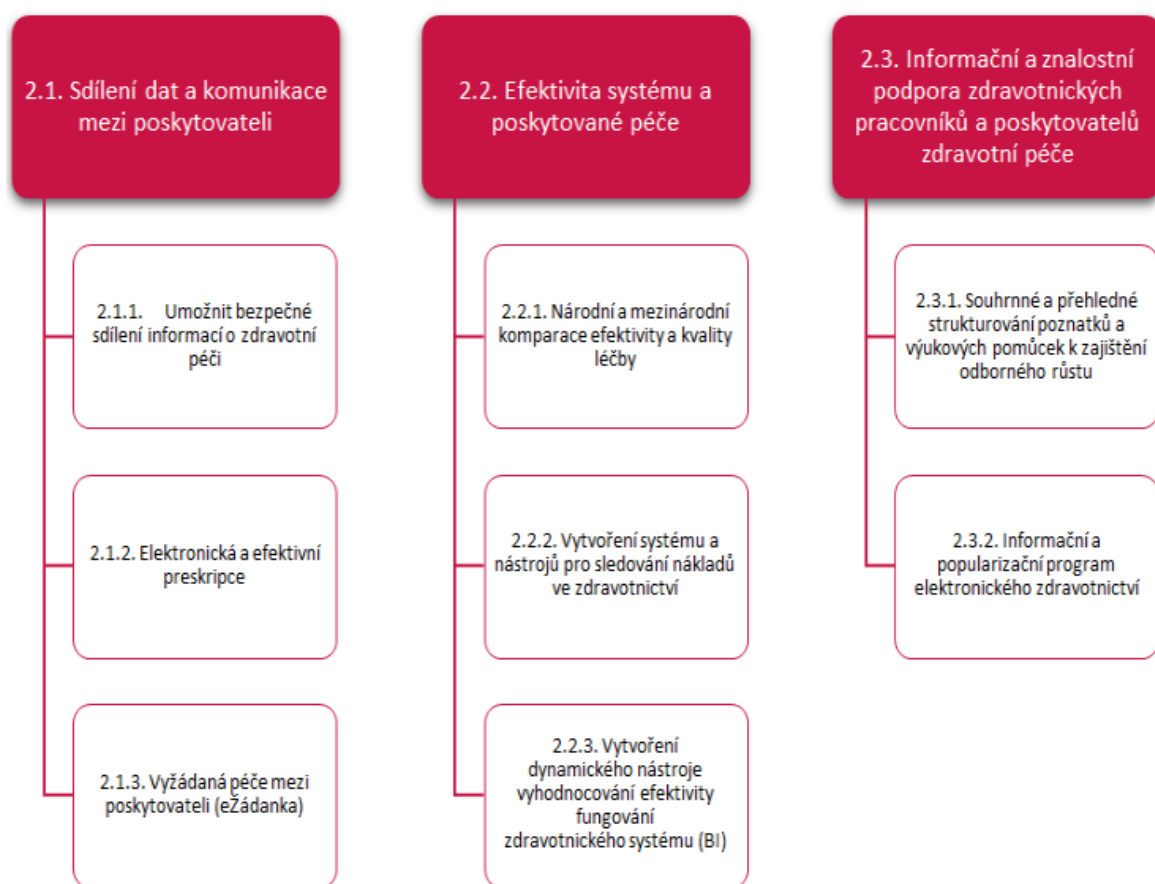 2.1. Sdílení dat a komunikace
mezi poskytovateli
2.1.1. Umožnit bezpečné
sdílení informací o zdravotní
péči
2.1.2. Elektronická a efektivní
preskripce
2.1.3. Vyžádaná péče mezi
poskytovateli (eŽádanka)
2.2. Efektivita systému a
poskytované péče
2.2.1. Národní a mezinárodní
komparace efektivity a kvality
léčby
2.2.2. Vytvoření systému a
nástrojů pro sledování nákladů
ve zdravotnictví
2.2.3. Vytvoření
dynamického nástroje
vyhodnocování efektivity
fungování
zdravotnického systému (BI)
2.3. Informační a znalostní
podpora zdravotnických
pracovníků a poskytovatelů
zdravotní péče
2.3.1. Souhrnné a přehledné
strukturování poznatků a
výukových pomůcek k zajištění
odborného růstu
2.3.2. Informační a
popularizační program
elektronického zdravotnictví